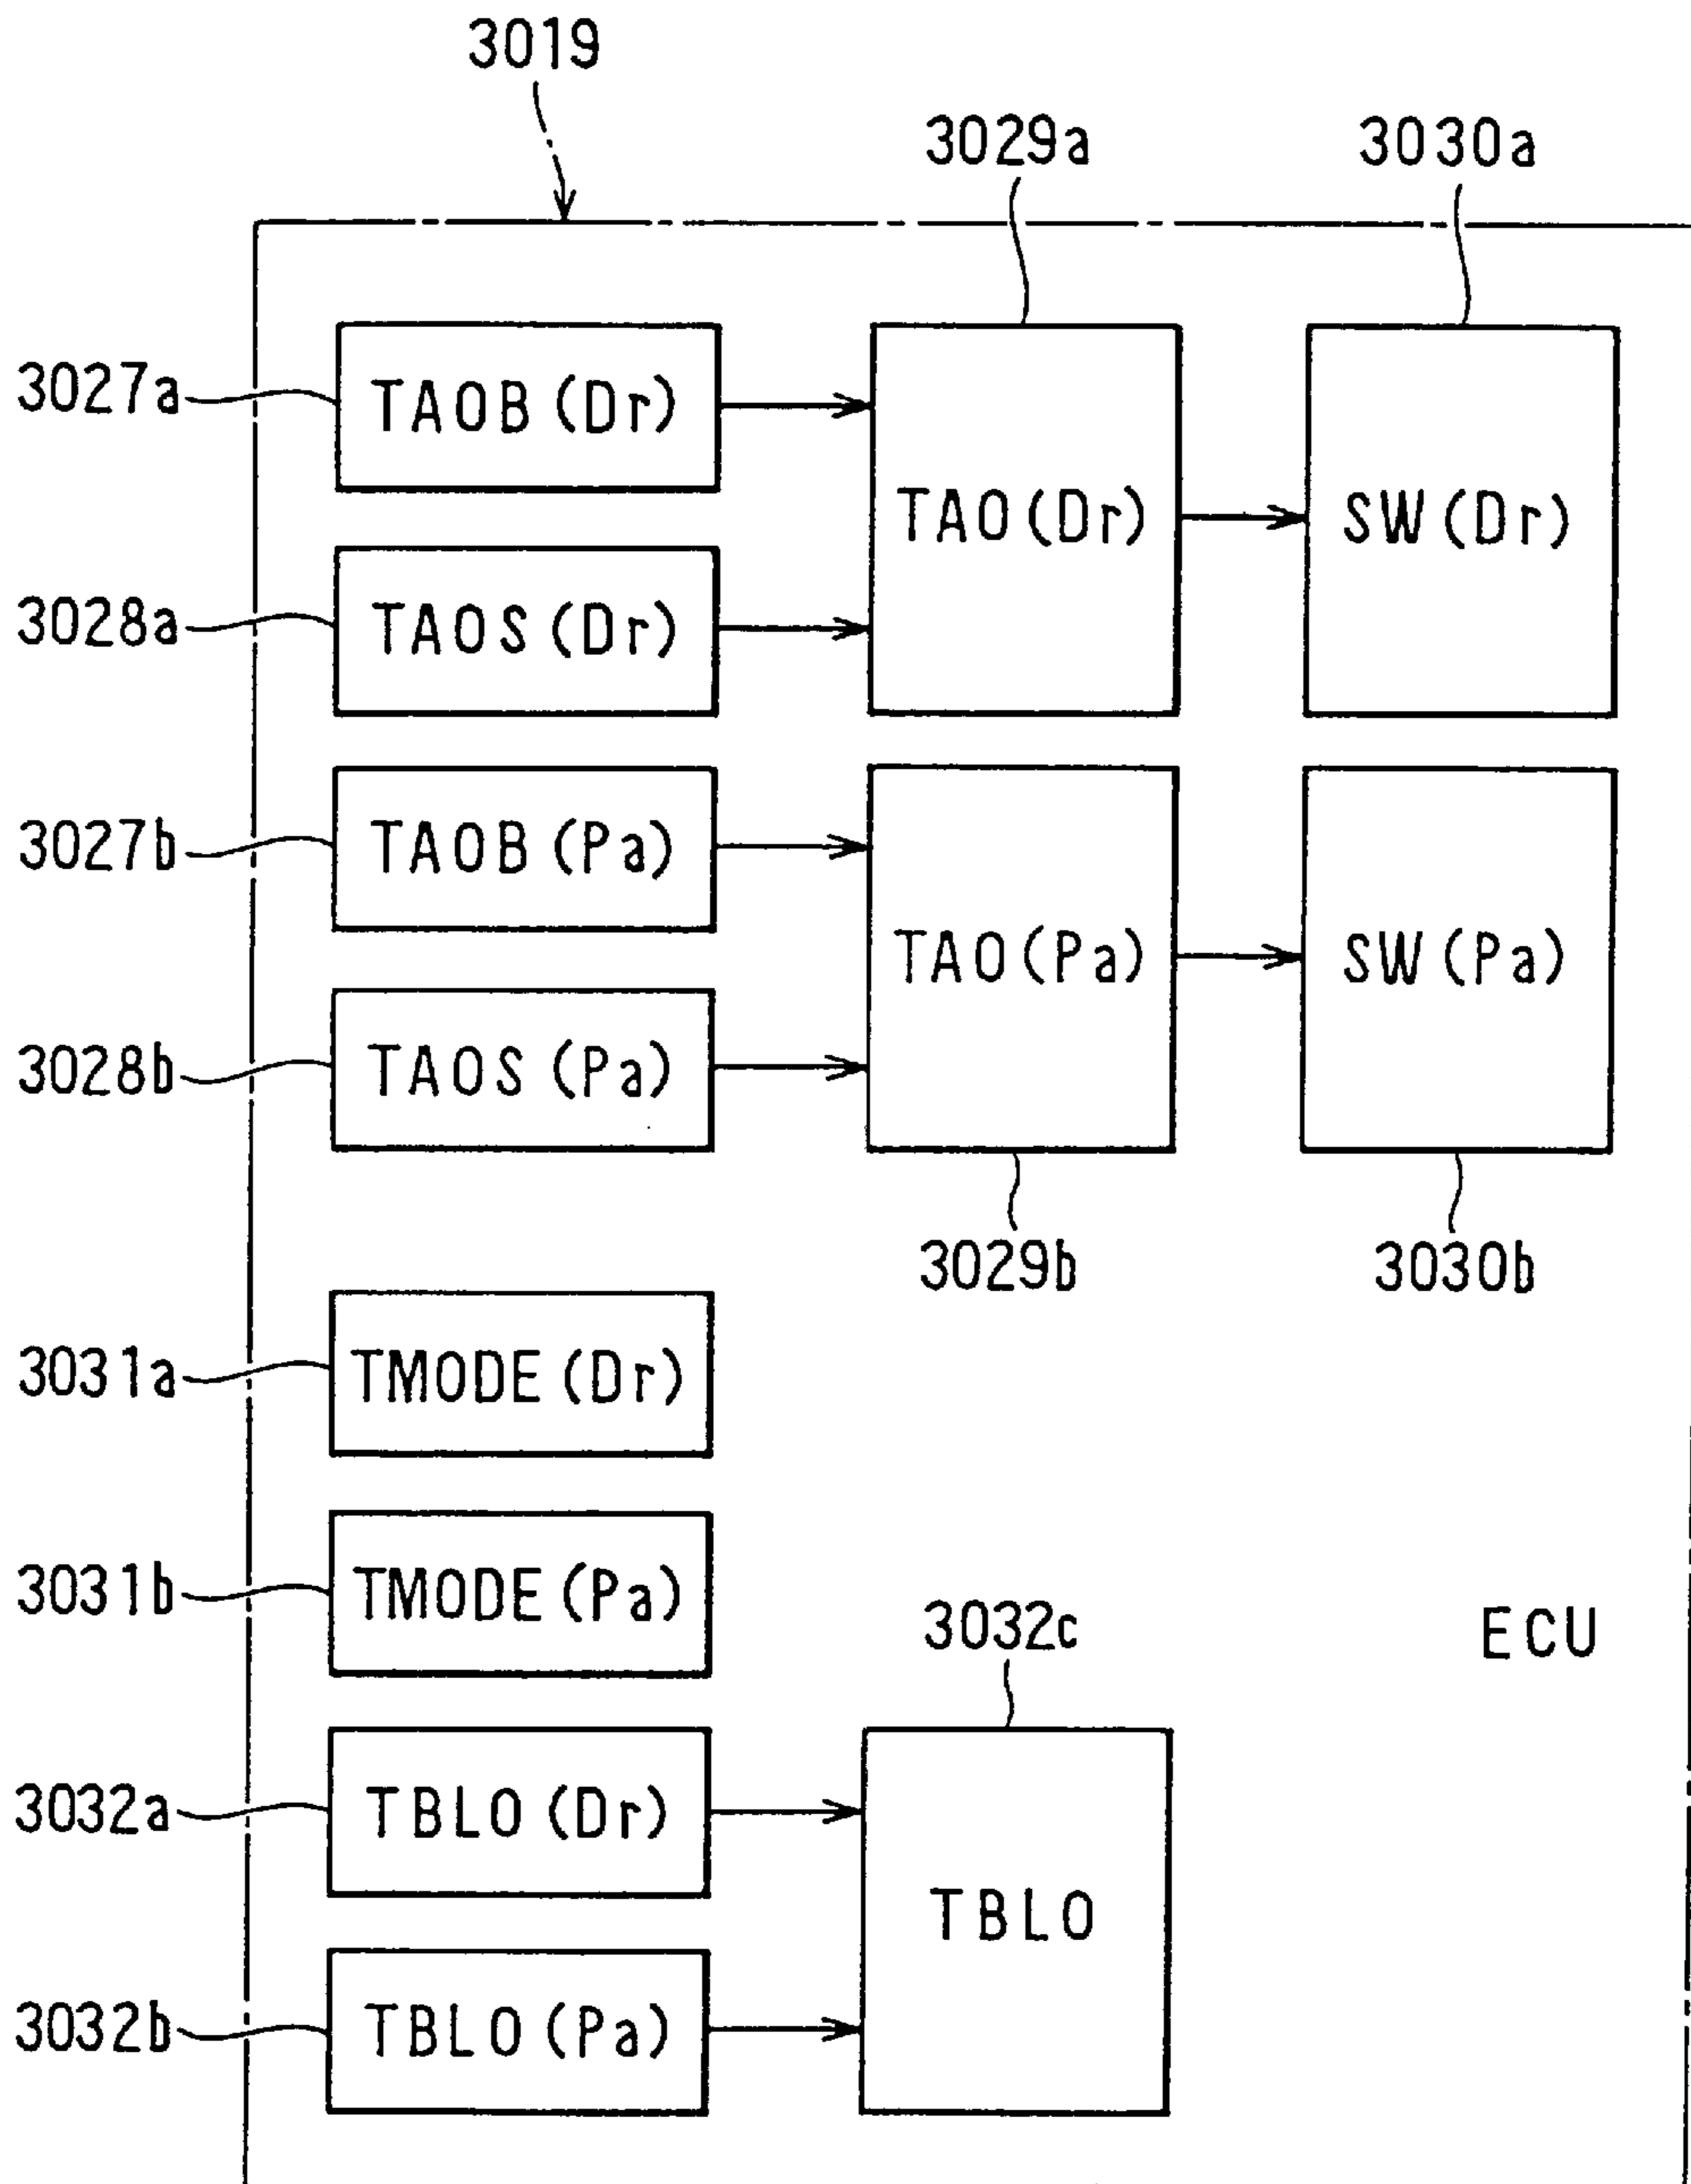 3019
3029a
3030a
3027a
TAOB (Dr)
TAO (Dr)
SW (Dr)
3028a
TAOS (Dr)
3027b
TAOB (Pa)
TAO (Pa)
SW (Pa)
3028b
TAOS (Pa)
3029b
3030b
3031a
TMODE (Dr)
3031b
TMODE (Pa)
3032c
ECU
3032a
TBLO (Dr)
TBLO
3032b
TBLO (Pa)